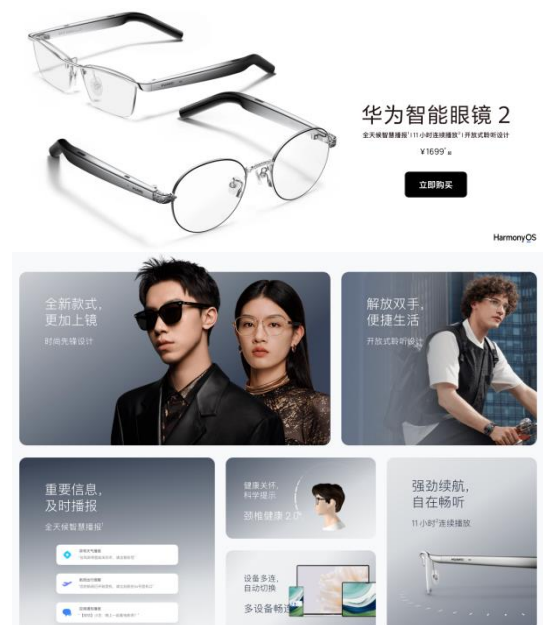 华为智能眼镜 2
全天候智慧播报¹ | 11 小时连续播放² | 开放式聆听设计
¥1699* 起
立即购买
HarmonyOS
全新款式,
更加上镜
时尚先锋设计
解放双手,
便捷生活
开放式聆听设计
重要信息,
及时播报
全天候智慧播报¹
健康关怀,
科学提示
颈椎健康 2.0
强劲续航,
自在畅听
11 小时²连续播放
设备多连,
自动切换
多设备畅连